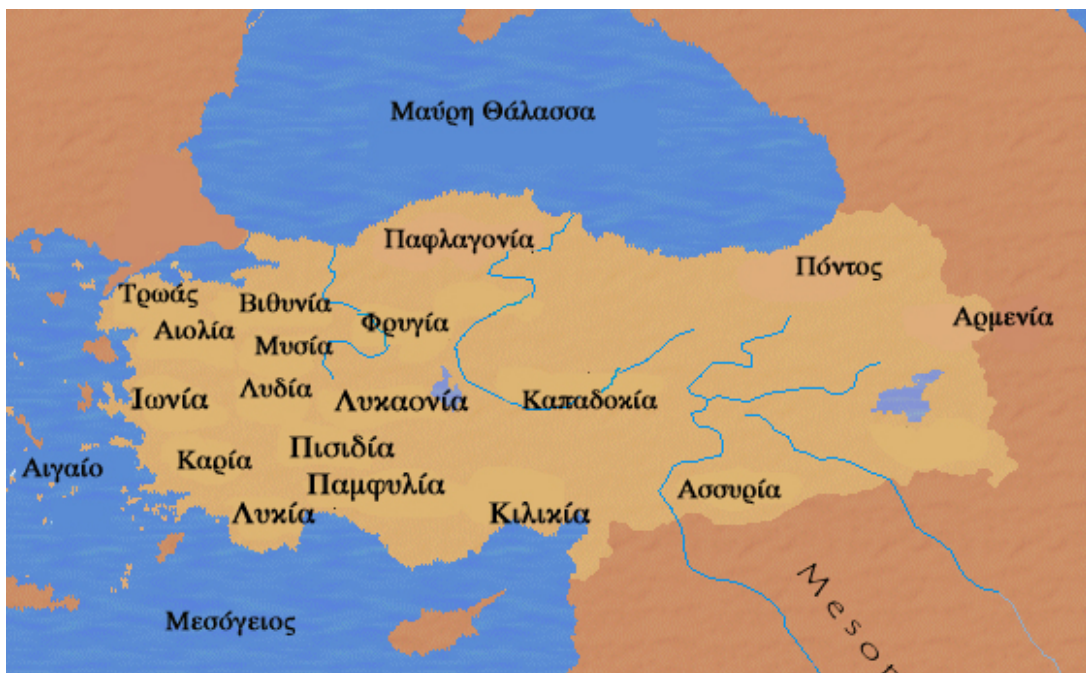 Μαύρη Θάλασσα
Παφλαγονία
Πόντος
Τρωάς
Βιθυνία
Φρυγία
Αρμενία
Αιολία
Μυσία
Ιωνία
Λυδία
Λυκαονία
Καπαδοκία
Πισιδία
Καρία
Αιγαίο
Παμφυλία
Ασσυρία
Λυκία
Κιλικία
Μεσόγειος